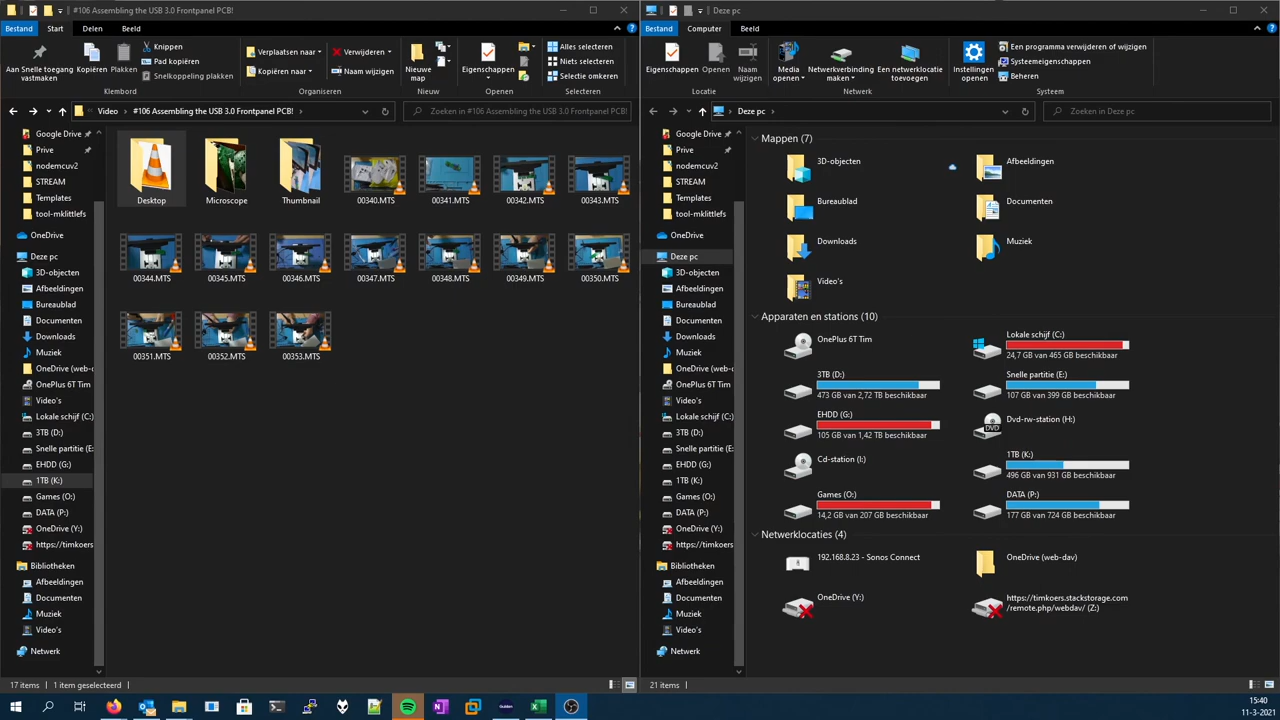 #106 Assembling the USB 3.0 Frontpanel PCB!
Bestand
Start
Delen
Beeld
Aan Snelle toegang
vastmaken
Kopiëren
Plakken
Knippen
Pad kopiëren
Snelkoppeling plakken
Klembord
Verplaatsen naar
Kopiëren naar
Verwijderen
Naam wijzigen
Organiseren
Nieuwe
map
Nieuw
Eigenschappen
Openen
Alles selecteren
Niets selecteren
Selectie omkeren
Selecteren
Video
#106 Assembling the USB 3.0 Frontpanel PCB!
Zoeken in #106 Assembling the USB 3.0 Frontpanel PCB!
Google Drive
Prive
nodemcuv2
STREAM
Templates
tool-mklittlefs
OneDrive
Deze pc
3D-objecten
Afbeeldingen
Bureaublad
Documenten
Downloads
Muziek
OneDrive (web-d
OnePlus 6T Tim
Video's
Lokale schijf (C:)
3TB (D:)
Snelle partitie (E:
EHDD (G:)
1TB (K:)
Games (O:)
DATA (P:)
OneDrive (Y:)
https://timkoers
Bibliotheken
Afbeeldingen
Documenten
Muziek
Video's
Netwerk
Desktop
Microscope
Thumbnail
00340.MTS
00341.MTS
00342.MTS
00343.MTS
00344.MTS
00345.MTS
00346.MTS
00347.MTS
00348.MTS
00349.MTS
00350.MTS
00351.MTS
00352.MTS
00353.MTS
17 items
1 item geselecteerd
Deze pc
Bestand
Computer
Beeld
Eigenschappen
Openen
Naam
wijzigen
Locatie
Media
openen
Netwerkverbinding
maken
Een netwerklocatie
toevoegen
Netwerk
Instellingen
openen
Een programma verwijderen of wijzigen
Systeemeigenschappen
Beheren
Systeem
Deze pc
Zoeken in Deze pc
Google Drive
Prive
nodemcuv2
STREAM
Templates
tool-mklittlefs
OneDrive
Deze pc
3D-objecten
Afbeeldingen
Bureaublad
Documenten
Downloads
Muziek
OneDrive (web-d
OnePlus 6T Tim
Video's
Lokale schijf (C:)
3TB (D:)
Snelle partitie (E:
EHDD (G:)
1TB (K:)
Games (O:)
DATA (P:)
OneDrive (Y:)
https://timkoers
Bibliotheken
Afbeeldingen
Documenten
Muziek
Video's
Netwerk
Mappen (7)
3D-objecten
Afbeeldingen
Bureaublad
Documenten
Downloads
Muziek
Video's
Apparaten en stations (10)
OnePlus 6T Tim
Lokale schijf (C:)
24,7 GB van 465 GB beschikbaar
3TB (D:)
473 GB van 2,72 TB beschikbaar
Snelle partitie (E:)
107 GB van 399 GB beschikbaar
EHDD (G:)
105 GB van 1,42 TB beschikbaar
Dvd-rw-station (H:)
DVD
Cd-station (I:)
1TB (K:)
496 GB van 931 GB beschikbaar
Games (O:)
14,2 GB van 207 GB beschikbaar
DATA (P:)
177 GB van 724 GB beschikbaar
Netwerklocaties (4)
192.168.8.23 - Sonos Connect
OneDrive (web-dav)
OneDrive (Y:)
https://timkoers.stackstorage.com
/remote.php/webdav/ (Z:)
21 items
15:40
11-3-2021